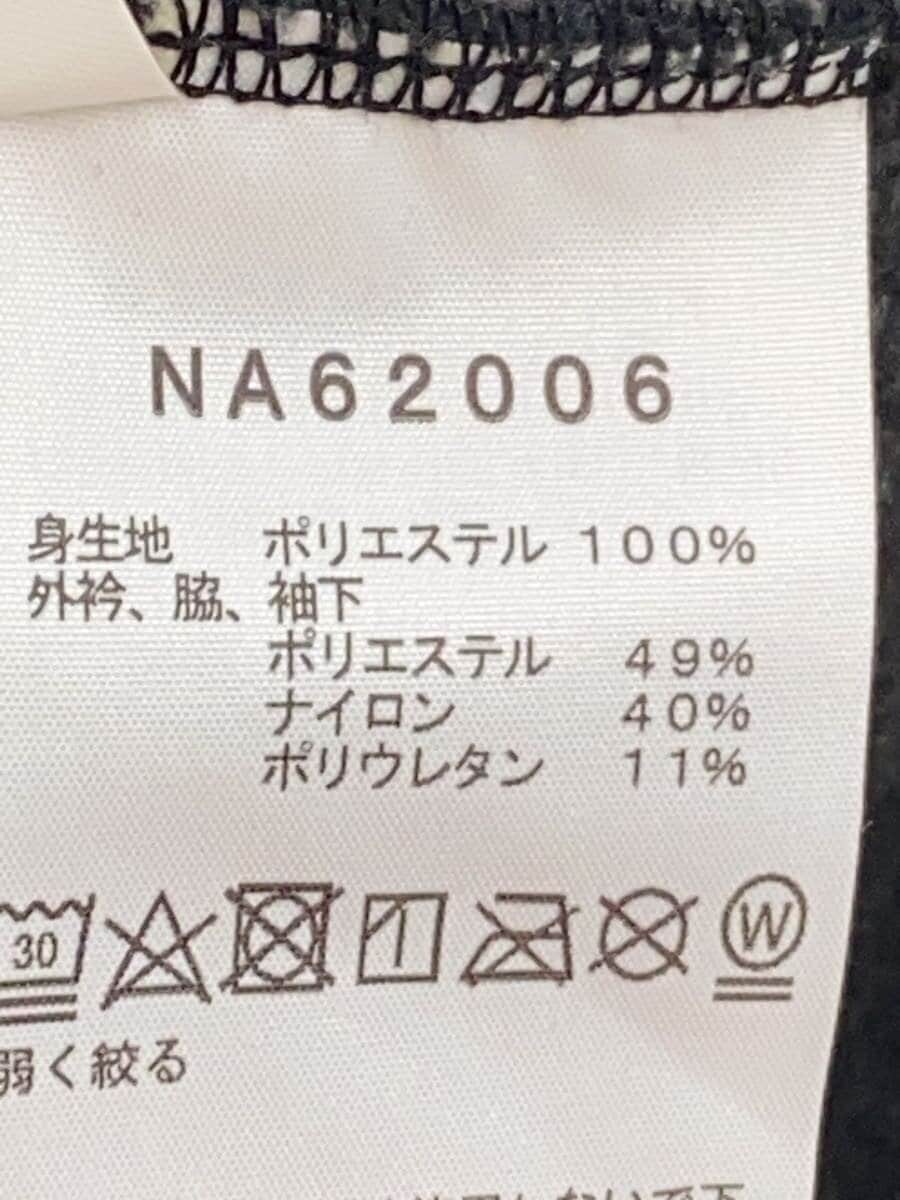 NA62006
身生地 ポリエステル 100%
外衿、脇、袖下
ポリエステル 49%
ナイロン 40%
ポリウレタン 11%
30 W
弱く絞る